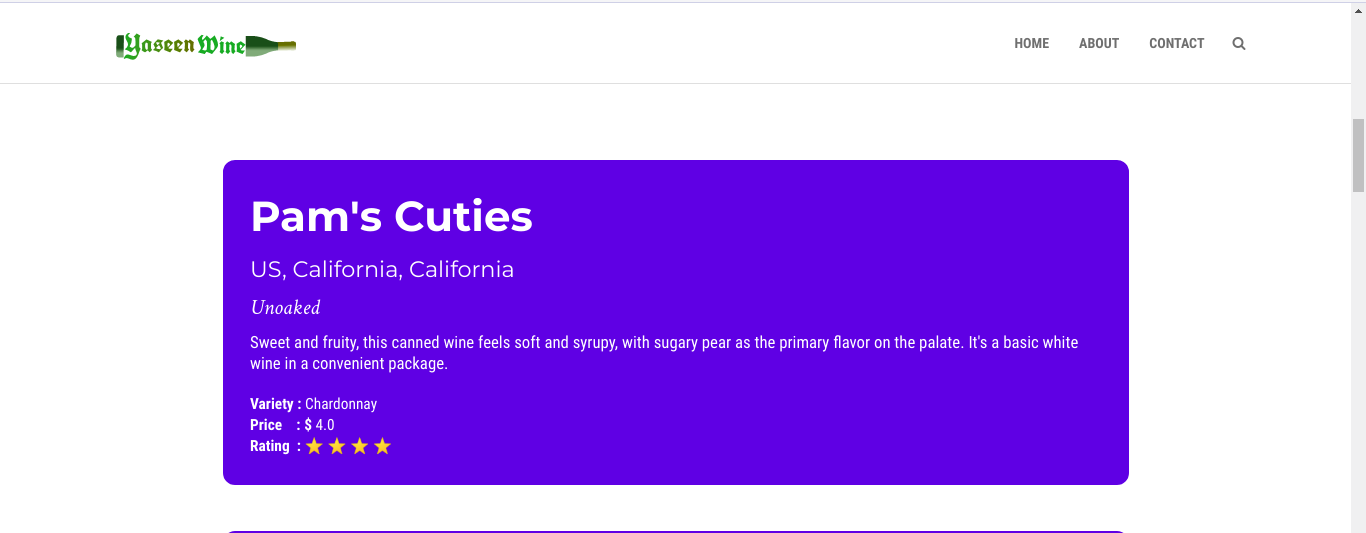 Yaseen Wine
HOME ABOUT CONTACT
Pam's Cuties
US, California, California
Unoaked
Sweet and fruity, this canned wine feels soft and syrupy, with sugary pear as the primary flavor on the palate. It's a basic white
wine in a convenient package.
Variety : Chardonnay
Price : $ 4.0
Rating :